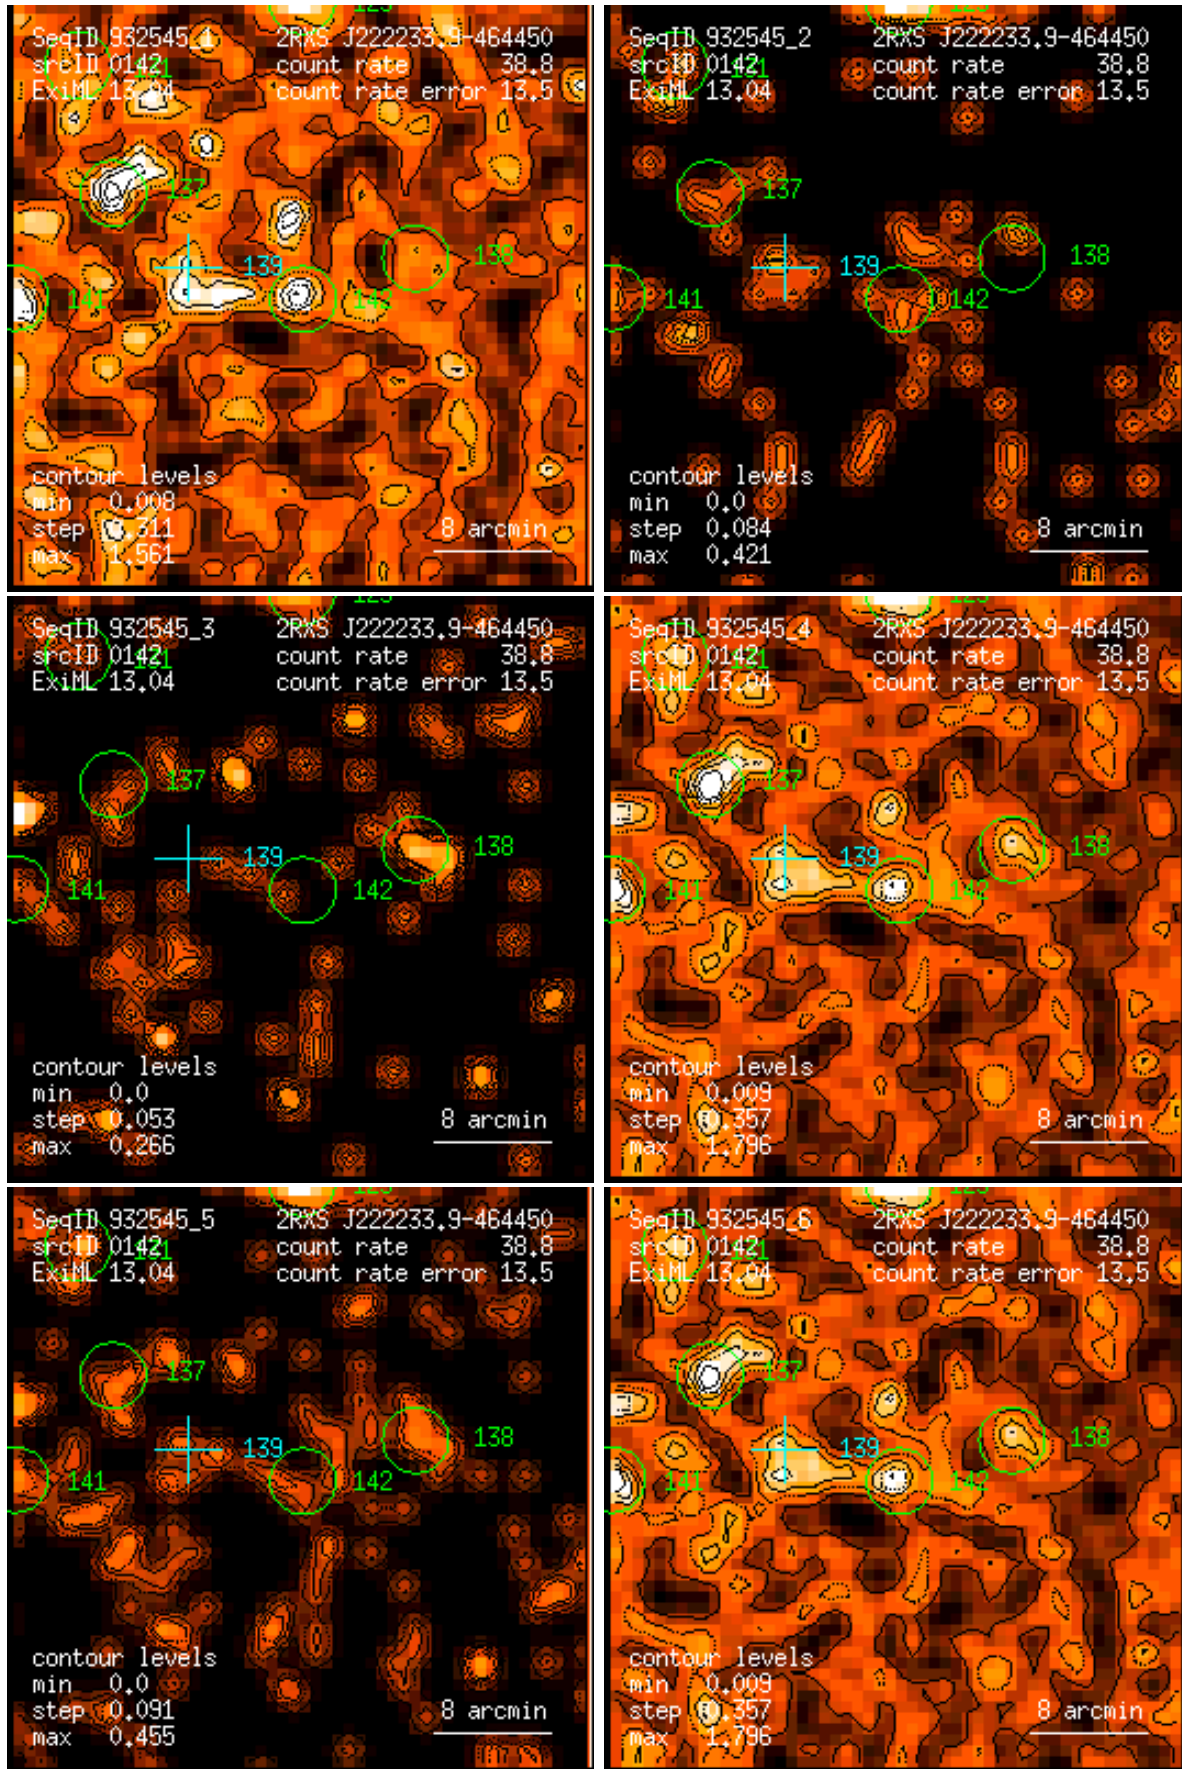 123
SeqID 932545_1 2RXS J222233.9-464450
srcID 0142 count rate 38.8
ExiML 13.04 count rate error 13.5
137
138
139
141 142
contour levels
min 0.008
step 0.311 8 arcmin
max 1.561
SeqID 932545_2 2RXS J222233.9-464450
srcID 0142 count rate 38.8
ExiML 13.04 count rate error 13.5
137
138
139
141 142
contour levels
min 0.0
step 0.084 8 arcmin
max 0.421
SeqID 932545_3 2RXS J222233.9-464450
srcID 0142 count rate 38.8
ExiML 13.04 count rate error 13.5
137
139 138
141 142
contour levels
min 0.0
step 0.053 8 arcmin
max 0.266
SeqID 932545_4 2RXS J222233.9-464450
srcID 0142 count rate 38.8
ExiML 13.04 count rate error 13.5
137
139 138
141 142
contour levels
min 0.009
step 0.357 8 arcmin
max 1.796
SeqID 932545_5 2RXS J222233.9-464450
srcID 0142 count rate 38.8
ExiML 13.04 count rate error 13.5
137
139 138
141 142
contour levels
min 0.0
step 0.091 8 arcmin
max 0.455
SeqID 932545_6 2RXS J222233.9-464450
srcID 0142 count rate 38.8
ExiML 13.04 count rate error 13.5
137
139 138
141 142
contour levels
min 0.009
step 0.357 8 arcmin
max 1.796